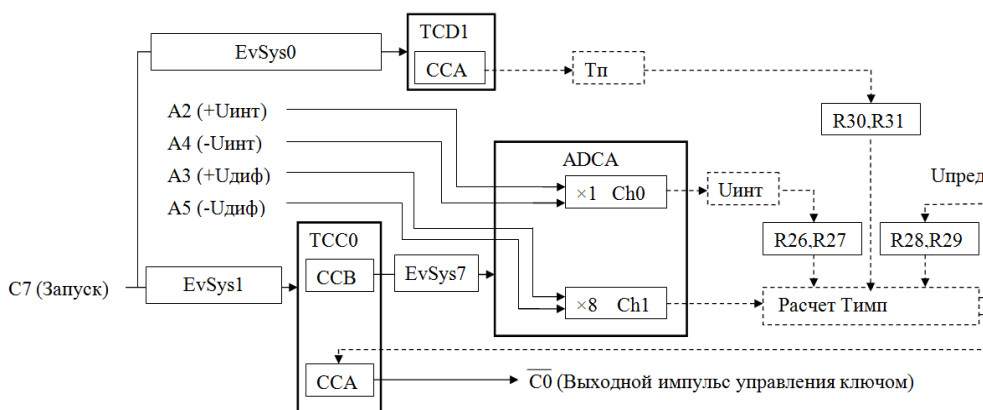 TCD1
EvSys0
CCA
Tп
A2 (+Uинт)
R30,R31
A4 (-Uинт)
ADCA
A3 (+Uдиф)
×1 Ch0
Uинт
Uпред
A5 (-Uдиф)
TCC0
R26,R27
R28,R29
C7 (Запуск)
EvSys1
CCB
EvSys7
×8 Ch1
Расчет Tимп
CCA
C0 (Выходной импульс управления ключом)